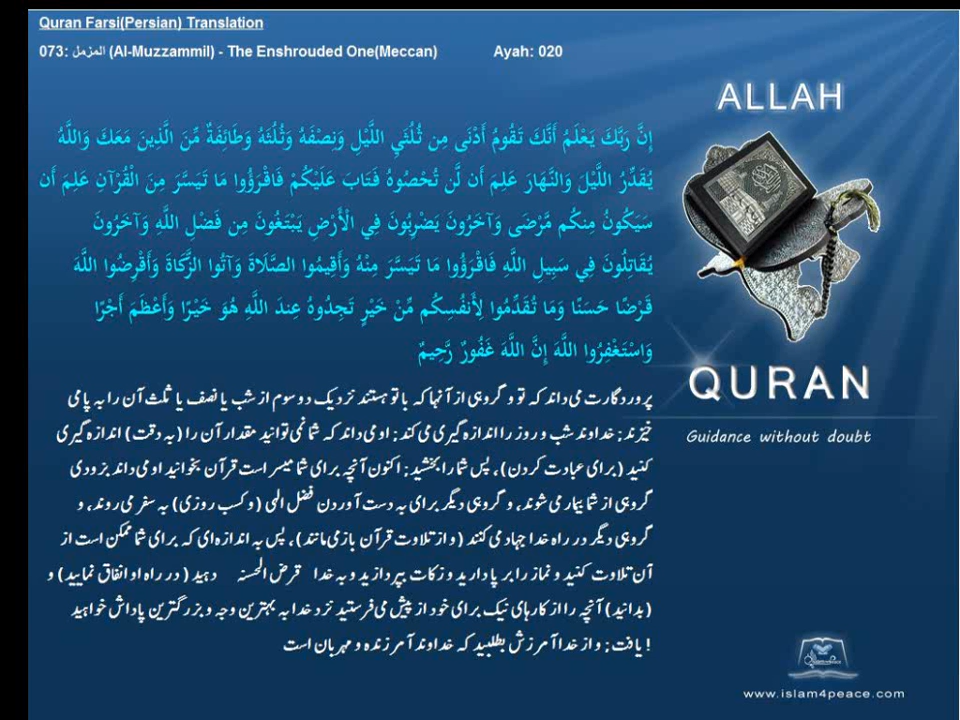 Quran Farsi(Persian) Translation
073: المزمل (Al-Muzzammil) - The Enshrouded One(Meccan) Ayah: 020
ALLAH
إِنَّ رَبَّكَ يَعْلَمُ أَنَّكَ تَقُومُ أَدْنَى مِن ثُلُثَيِ اللَّيْلِ وَنِصْفَهُ وَثُلُثَهُ وَطَائِفَةٌ مِّنَ الَّذِينَ مَعَكَ وَاللَّهُ
يُقَدِّرُ اللَّيْلَ وَالنَّهَارَ عَلِمَ أَن لَّن تُحْصُوهُ فَتَابَ عَلَيْكُمْ فَاقْرَؤُوا مَا تَيَسَّرَ مِنَ الْقُرْآنِ عَلِمَ أَن
سَيَكُونُ مِنكُم مَّرْضَى وَآخَرُونَ يَضْرِبُونَ فِي الْأَرْضِ يَبْتَغُونَ مِن فَضْلِ اللَّهِ وَآخَرُونَ
يُقَاتِلُونَ فِي سَبِيلِ اللَّهِ فَاقْرَؤُوا مَا تَيَسَّرَ مِنْهُ وَأَقِيمُوا الصَّلَاةَ وَآتُوا الزَّكَاةَ وَأَقْرِضُوا اللَّهَ
قَرْضًا حَسَنًا وَمَا تُقَدِّمُوا لِأَنفُسِكُم مِّنْ خَيْرٍ تَجِدُوهُ عِندَ اللَّهِ هُوَ خَيْرًا وَأَعْظَمَ أَجْرًا
وَاسْتَغْفِرُوا اللَّهَ إِنَّ اللَّهَ غَفُورٌ رَّحِيمٌ
QURAN
Guidance without doubt
پروردگارت می‌داند که تو و گروهی از آنها که با تو هستند نزدیک دو سوم از شب یا نصف یا ثلث آن را به پا می
خیزند؛ خداوند شب و روز را اندازه گیری می کند؛ او می‌داند که شما نمی‌توانید مقدار آن را (به دقت) اندازه گیری
کنید (برای عبادت کردن)، پس شما را بخشید؛ اکنون آنچه برای شما میسر است قرآن بخوانید او می‌داند بزودی
گروهی از شما بیمار می‌شوند، و گروهی دیگر برای به دست آوردن فضل الهی (و کسب روزی) به سفر می‌روند، و
گروهی دیگر در راه خدا جهاد می‌کنند (و از تلاوت قرآن بازمی‌مانند)، پس به اندازه‌ای که برای شما ممکن است از
آن تلاوت کنید و نماز را بر پا دارید و زکات بپردازید و به خدا قرض الحسنه دهید (در راه او انفاق نمایید) و
(بدانید) آنچه را از کارهای نیک برای خود از پیش می‌فرستید نزد خدا به بهترین وجه و بزرگترین پاداش خواهید
یافت؛ و از خدا آمرزش بطلبید که خداوند آمرزنده و مهربان است!
www.islam4peace.com